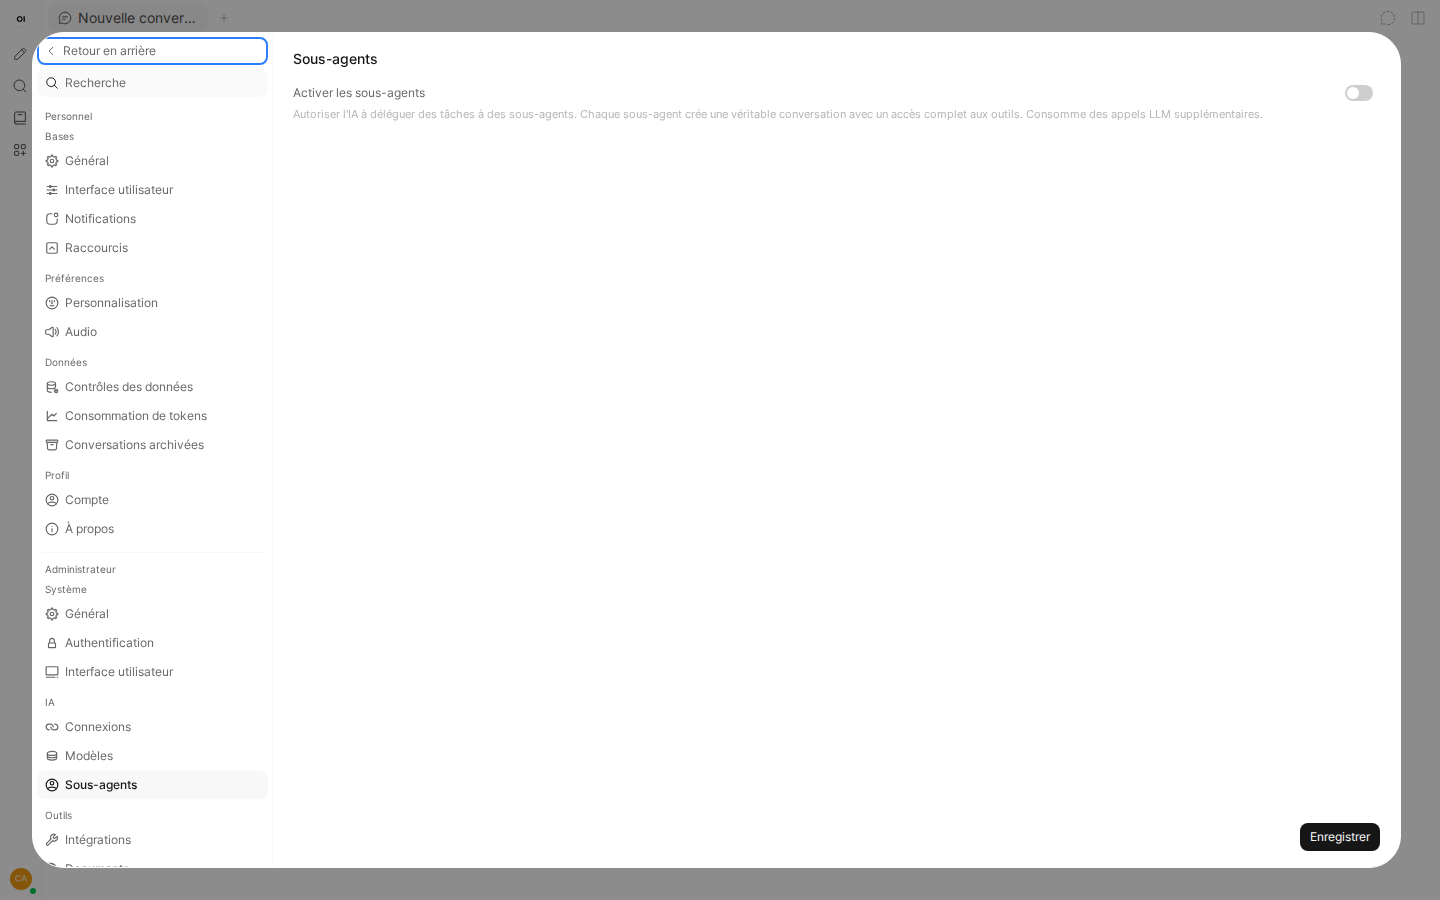 OI
Nouvelle conver...
Retour en arrière
Recherche
Personnel
Bases
Général
Interface utilisateur
Notifications
Raccourcis
Préférences
Personnalisation
Audio
Données
Contrôles des données
Consommation de tokens
Conversations archivées
Profil
Compte
À propos
Administrateur
Système
Général
Authentification
Interface utilisateur
IA
Connexions
Modèles
Sous-agents
Outils
Intégrations
Sous-agents
Activer les sous-agents
Autoriser l'IA à déléguer des tâches à des sous-agents. Chaque sous-agent crée une véritable conversation avec un accès complet aux outils. Consomme des appels LLM supplémentaires.
Enregistrer
CA